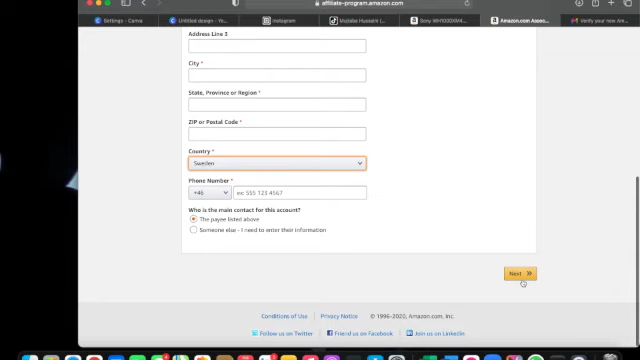 affiliate-program.amazon.com
Settings - Canva
Untitled design - Y
Instagram
Sony WH1000XM4
Amazon.com Asso
Verify your new Am
Address Line 3
City *
State, Province or Region *
ZIP or Postal Code *
Country *
Sweden
Phone Number *
+46
ex: 555 123 4567
Who is the main contact for this account?
The payee listed above
Someone else - I need to enter their information
Next
Conditions of Use
Privacy Notice
© 1996-2020, Amazon.com, Inc.
Follow us on Twitter
Friend us on Facebook
Join us on LinkedIn